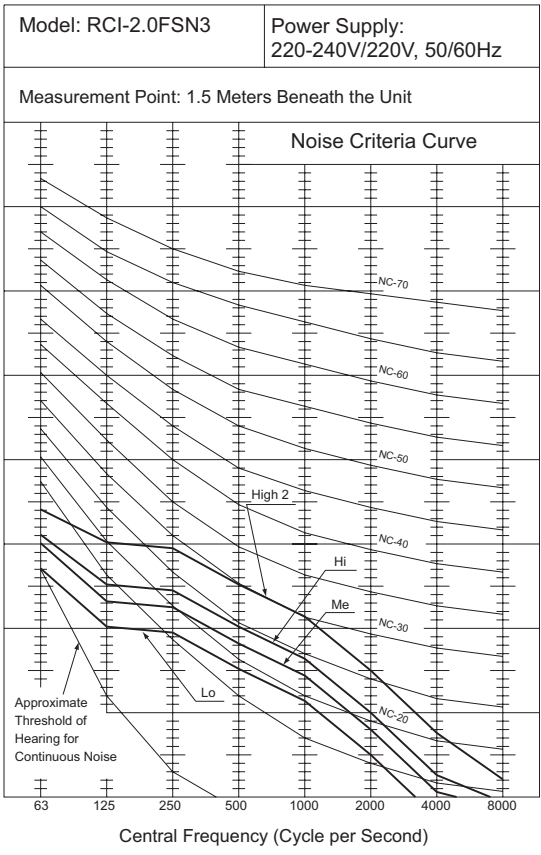 Model: RCI-2.0FSN3
Power Supply:
220-240V/220V, 50/60Hz
Measurement Point: 1.5 Meters Beneath the Unit
Noise Criteria Curve
NC-70
NC-60
NC-50
High 2
NC-40
Hi
Me
NC-30
Lo
NC-20
Approximate
Threshold of
Hearing for
Continuous Noise
63 125 250 500 1000 2000 4000 8000
Central Frequency (Cycle per Second)